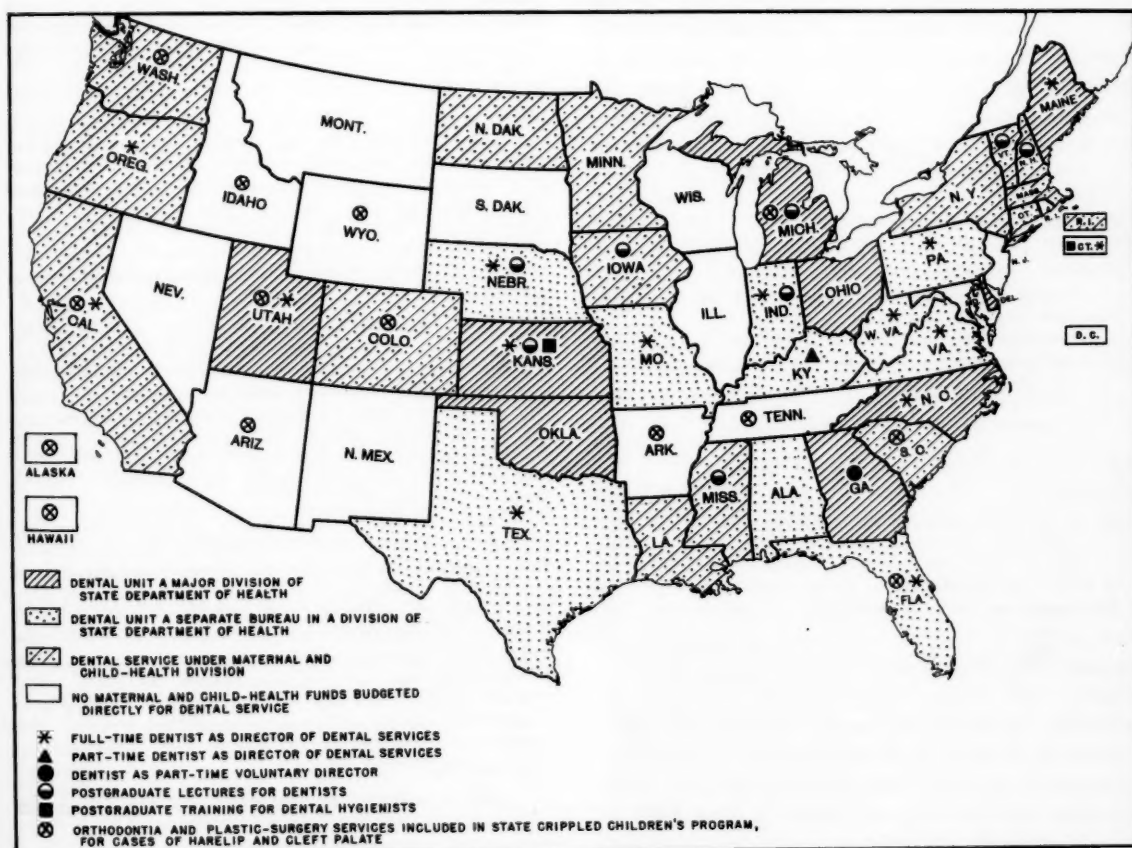 WASH.
MONT.
N. DAK.
MINN.
MAINE
OREG.
IDAHO
WYO.
S. DAK.
WIS.
MICH.
VT.
N. H.
MASS.
N. Y.
CT.
R. I.
R. I.
CT.
NEV.
UTAH
COLO.
NEBR.
IOWA
ILL.
IND.
OHIO
PA.
N. J.
DEL.
CAL.
KANS.
MO.
KY.
W. VA.
VA.
D. C.
ARIZ.
N. MEX.
OKLA.
ARK.
TENN.
N. C.
S. C.
ALASKA
HAWAII
TEX.
LA.
MISS.
ALA.
GA.
FLA.
DENTAL UNIT A MAJOR DIVISION OF
STATE DEPARTMENT OF HEALTH
DENTAL UNIT A SEPARATE BUREAU IN A DIVISION OF
STATE DEPARTMENT OF HEALTH
DENTAL SERVICE UNDER MATERNAL AND
CHILD-HEALTH DIVISION
NO MATERNAL AND CHILD-HEALTH FUNDS BUDGETED
DIRECTLY FOR DENTAL SERVICE
FULL-TIME DENTIST AS DIRECTOR OF DENTAL SERVICES
PART-TIME DENTIST AS DIRECTOR OF DENTAL SERVICES
DENTIST AS PART-TIME VOLUNTARY DIRECTOR
POSTGRADUATE LECTURES FOR DENTISTS
POSTGRADUATE TRAINING FOR DENTAL HYGIENISTS
ORTHODONTIA AND PLASTIC-SURGERY SERVICES INCLUDED IN STATE CRIPPLED CHILDREN'S PROGRAM,
FOR CASES OF HARELIP AND CLEFT PALATE